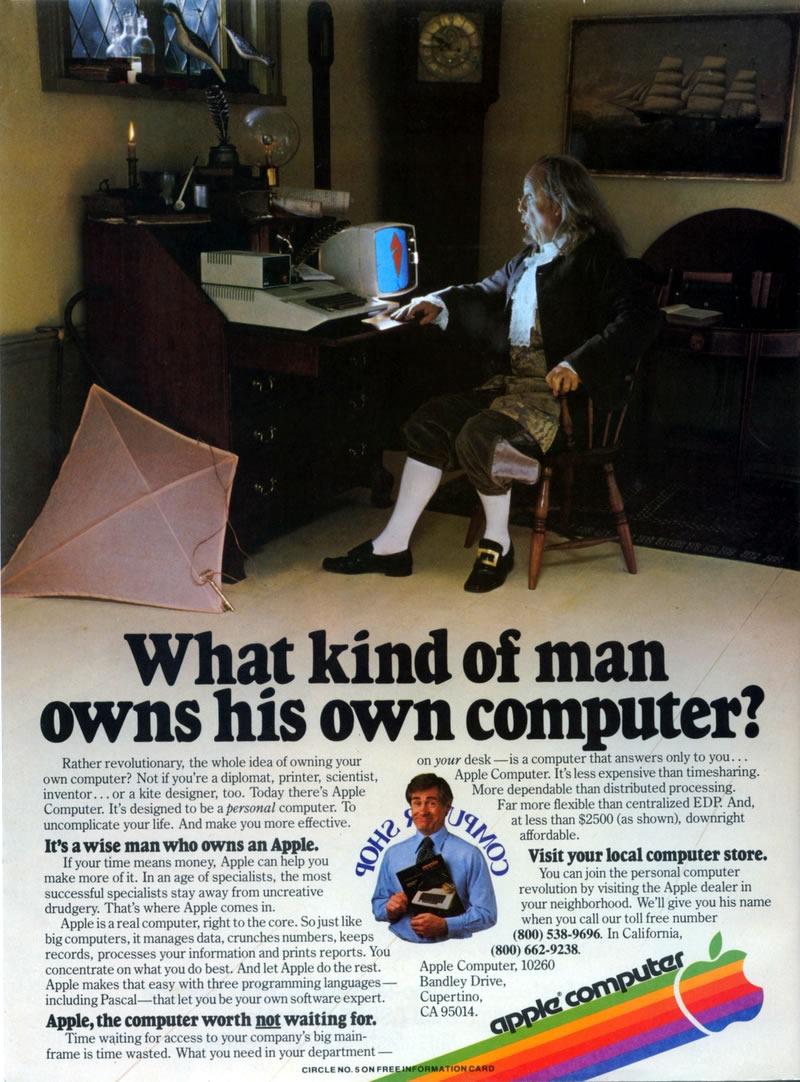 What kind of man
owns his own computer?
Rather revolutionary, the whole idea of owning your
own computer? Not if you're a diplomat, printer, scientist,
inventor... or a kite designer, too. Today there's Apple
Computer. It's designed to be a personal computer. To
uncomplicate your life. And make you more effective.
It's a wise man who owns an Apple.
If your time means money, Apple can help you
make more of it. In an age of specialists, the most
successful specialists stay away from uncreative
drudgery. That's where Apple comes in.
Apple is a real computer, right to the core. So just like
big computers, it manages data, crunches numbers, keeps
records, processes your information and prints reports. You
concentrate on what you do best. And let Apple do the rest.
Apple makes that easy with three programming languages—
including Pascal—that let you be your own software expert.
Apple, the computer worth not waiting for.
Time waiting for access to your company's big main-
frame is time wasted. What you need in your department —
on your desk — is a computer that answers only to you...
Apple Computer. It's less expensive than timesharing.
More dependable than distributed processing.
Far more flexible than centralized EDP. And,
at less than $2500 (as shown), downright
affordable.
COMPUTER SHOP
Visit your local computer store.
You can join the personal computer
revolution by visiting the Apple dealer in
your neighborhood. We'll give you his name
when you call our toll free number
(800) 538-9696. In California,
(800) 662-9238.
Apple Computer, 10260
Bandley Drive,
Cupertino,
CA 95014.
apple computer
CIRCLE NO. 5 ON FREE INFORMATION CARD